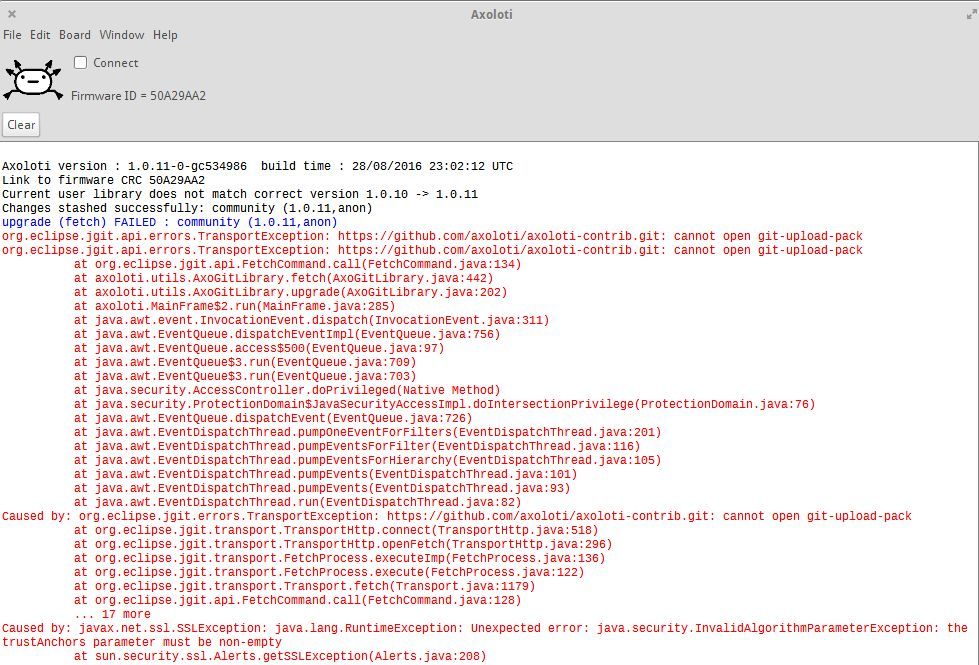 Axoloti
File Edit Board Window Help
Connect
Firmware ID = 50A29AA2
Clear
Axoloti version : 1.0.11-0-gc534986  build time : 28/08/2016 23:02:12 UTC
Link to firmware CRC 50A29AA2
Current user library does not match correct version 1.0.10 -> 1.0.11
Changes stashed successfully: community (1.0.11,anon)
upgrade (fetch) FAILED : community (1.0.11,anon)
org.eclipse.jgit.api.errors.TransportException: https://github.com/axoloti/axoloti-contrib.git: cannot open git-upload-pack
org.eclipse.jgit.api.errors.TransportException: https://github.com/axoloti/axoloti-contrib.git: cannot open git-upload-pack
at org.eclipse.jgit.api.FetchCommand.call(FetchCommand.java:134)
at axoloti.utils.AxoGitLibrary.fetch(AxoGitLibrary.java:442)
at axoloti.utils.AxoGitLibrary.upgrade(AxoGitLibrary.java:202)
at axoloti.MainFrame$2.run(MainFrame.java:285)
at java.awt.event.InvocationEvent.dispatch(InvocationEvent.java:311)
at java.awt.EventQueue.dispatchEventImpl(EventQueue.java:756)
at java.awt.EventQueue.access$500(EventQueue.java:97)
at java.awt.EventQueue$3.run(EventQueue.java:709)
at java.awt.EventQueue$3.run(EventQueue.java:703)
at java.security.AccessController.doPrivileged(Native Method)
at java.security.ProtectionDomain$JavaSecurityAccessImpl.doIntersectionPrivilege(ProtectionDomain.java:76)
at java.awt.EventQueue.dispatchEvent(EventQueue.java:726)
at java.awt.EventDispatchThread.pumpOneEventForFilters(EventDispatchThread.java:201)
at java.awt.EventDispatchThread.pumpEventsForFilter(EventDispatchThread.java:116)
at java.awt.EventDispatchThread.pumpEventsForHierarchy(EventDispatchThread.java:105)
at java.awt.EventDispatchThread.pumpEvents(EventDispatchThread.java:101)
at java.awt.EventDispatchThread.pumpEvents(EventDispatchThread.java:93)
at java.awt.EventDispatchThread.run(EventDispatchThread.java:82)
Caused by: org.eclipse.jgit.errors.TransportException: https://github.com/axoloti/axoloti-contrib.git: cannot open git-upload-pack
at org.eclipse.jgit.transport.TransportHttp.connect(TransportHttp.java:518)
at org.eclipse.jgit.transport.TransportHttp.openFetch(TransportHttp.java:296)
at org.eclipse.jgit.transport.FetchProcess.executeImp(FetchProcess.java:136)
at org.eclipse.jgit.transport.FetchProcess.execute(FetchProcess.java:122)
at org.eclipse.jgit.transport.Transport.fetch(Transport.java:1179)
at org.eclipse.jgit.api.FetchCommand.call(FetchCommand.java:128)
... 17 more
Caused by: javax.net.ssl.SSLException: java.lang.RuntimeException: Unexpected error: java.security.InvalidAlgorithmParameterException: the
trustAnchors parameter must be non-empty
at sun.security.ssl.Alerts.getSSLException(Alerts.java:208)